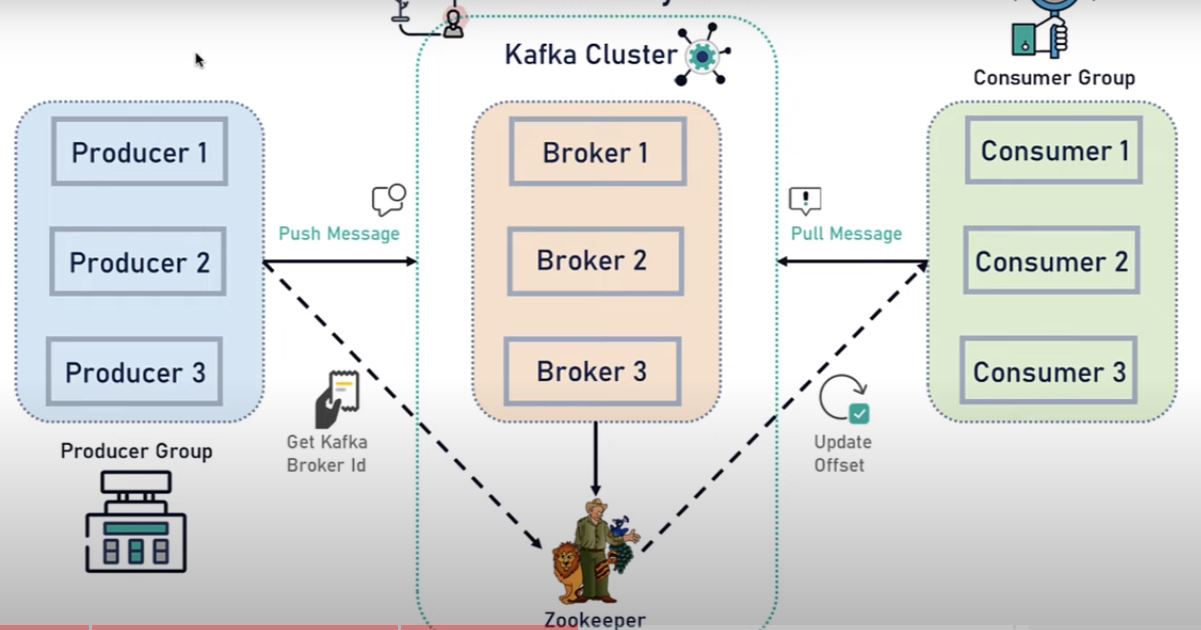 Kafka Cluster
Consumer Group
Producer 1
Broker 1
Consumer 1
Push Message
Pull Message
Producer 2
Broker 2
Consumer 2
Producer 3
Broker 3
Consumer 3
Producer Group
Get Kafka
Broker Id
Update
Offset
Zookeeper